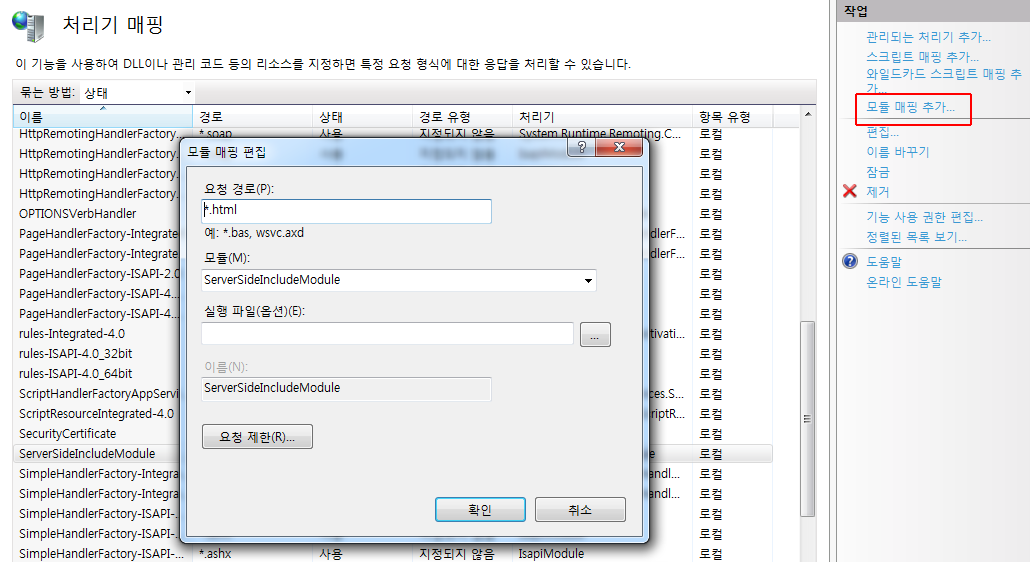 처리기 매핑
이 기능을 사용하여 DLL이나 관리 코드 등의 리소스를 지정하면 특정 요청 형식에 대한 응답을 처리할 수 있습니다.
묶는 방법: 상태
이름 경로 상태 경로 유형 처리기 항목 유형
HttpRemotingHandlerFactory... *.soap 사용 지정되지 않음 System.Runtime.Remoting.C... 로컬
HttpRemotingHandlerFactory... 로컬
HttpRemotingHandlerFactory... 로컬
HttpRemotingHandlerFactory... 로컬
OPTIONSVerbHandler 로컬
PageHandlerFactory-Integrate 로컬
PageHandlerFactory-Integrate 로컬
PageHandlerFactory-ISAPI-2.0 로컬
PageHandlerFactory-ISAPI-4... 로컬
PageHandlerFactory-ISAPI-4... 로컬
rules-Integrated-4.0 로컬
rules-ISAPI-4.0_32bit 로컬
rules-ISAPI-4.0_64bit 로컬
ScriptHandlerFactoryAppServi 로컬
ScriptResourceIntegrated-4.0 로컬
SecurityCertificate 로컬
ServerSideIncludeModule 로컬
SimpleHandlerFactory-Integra 로컬
SimpleHandlerFactory-Integra 로컬
SimpleHandlerFactory-ISAPI-... 로컬
SimpleHandlerFactory-ISAPI-... 로컬
SimpleHandlerFactory-ISAPI-... *.ashx 사용 지정되지 않음 IsapiModule 로컬
모듈 매핑 편집
요청 경로(P):
*.html
예: *.bas, wsvc.axd
모듈(M):
ServerSideIncludeModule
실행 파일(옵션)(E):
...
이름(N):
ServerSideIncludeModule
요청 제한(R)...
확인 취소
작업
관리되는 처리기 추가...
스크립트 매핑 추가...
와일드카드 스크립트 매핑 추
가...
모듈 매핑 추가...
편집...
이름 바꾸기
잠금
제거
기능 사용 권한 편집...
정렬된 목록 보기...
도움말
온라인 도움말